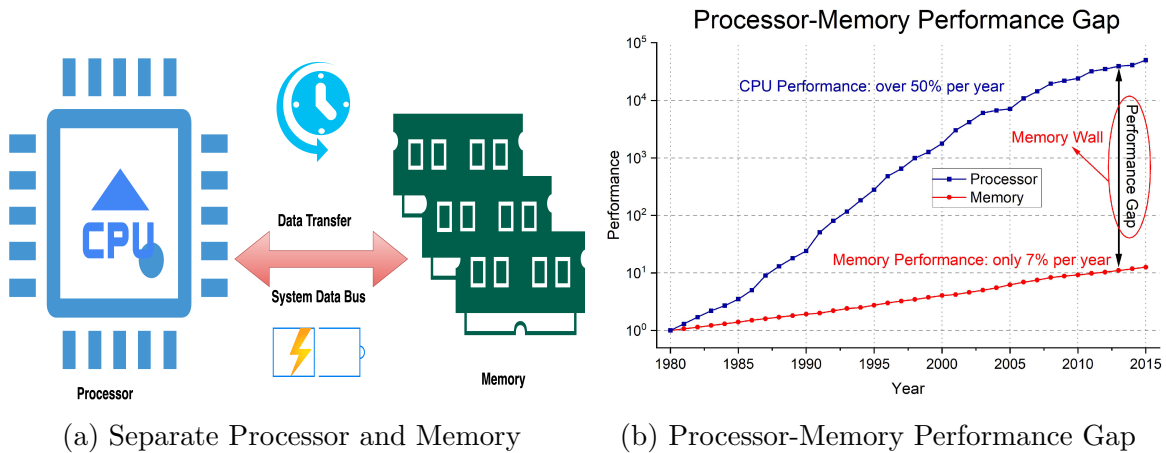 CPU
Data Transfer
System Data Bus
Processor
Memory
(a) Separate Processor and Memory
Processor-Memory Performance Gap
Performance
10^5
10^4
10^3
10^2
10^1
10^0
CPU Performance: over 50% per year
Memory Wall
Performance Gap
Processor
Memory
Memory Performance: only 7% per year
1980 1985 1990 1995 2000 2005 2010 2015
Year
(b) Processor-Memory Performance Gap